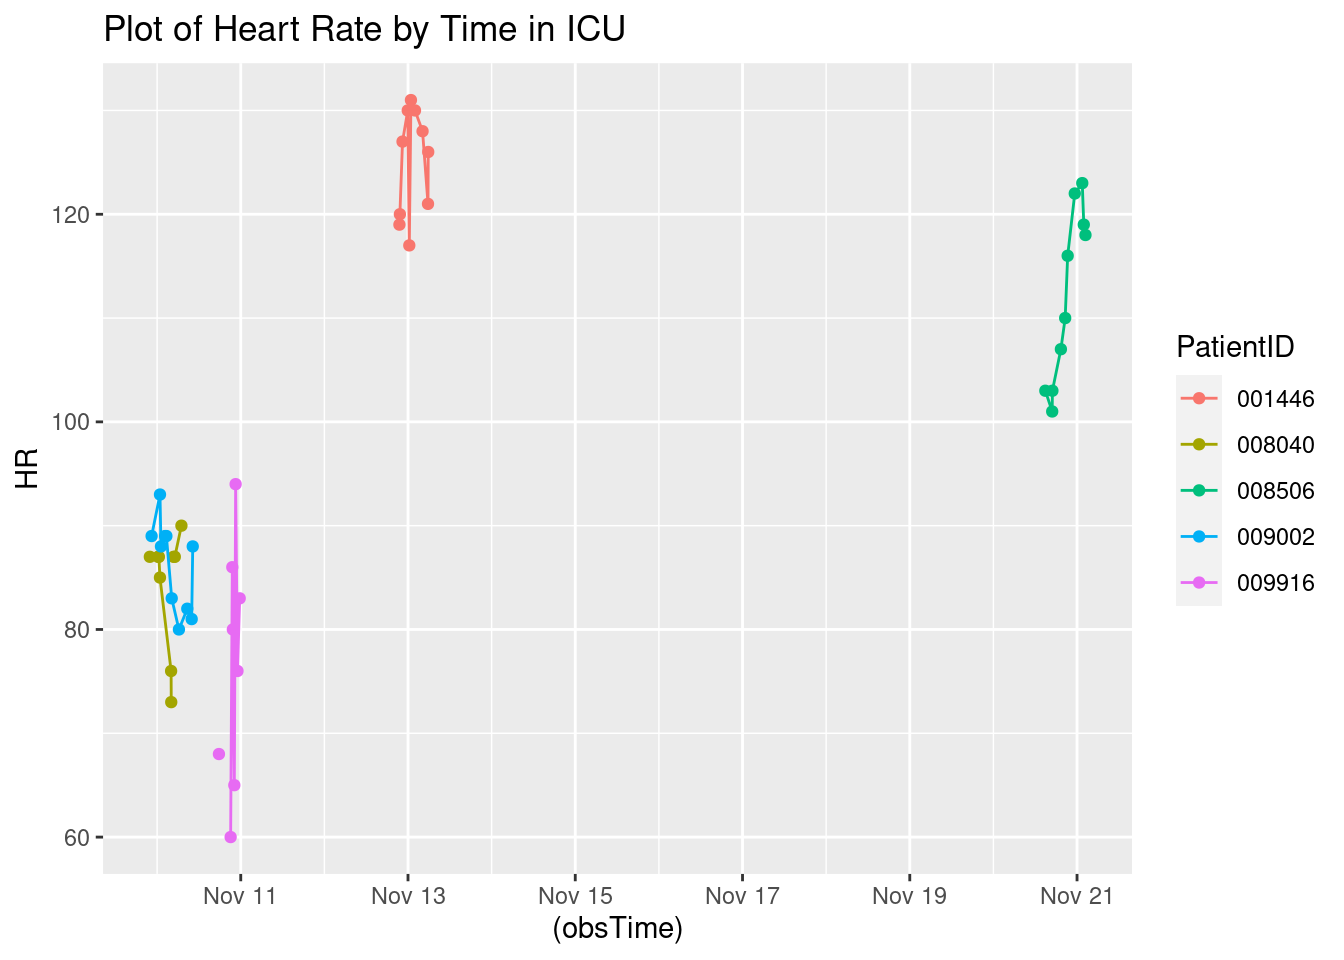 Plot of Heart Rate by Time in ICU
HR
120
100
80
60
Nov 11
Nov 13
Nov 15
Nov 17
Nov 19
Nov 21
(obsTime)
PatientID
001446
008040
008506
009002
009916